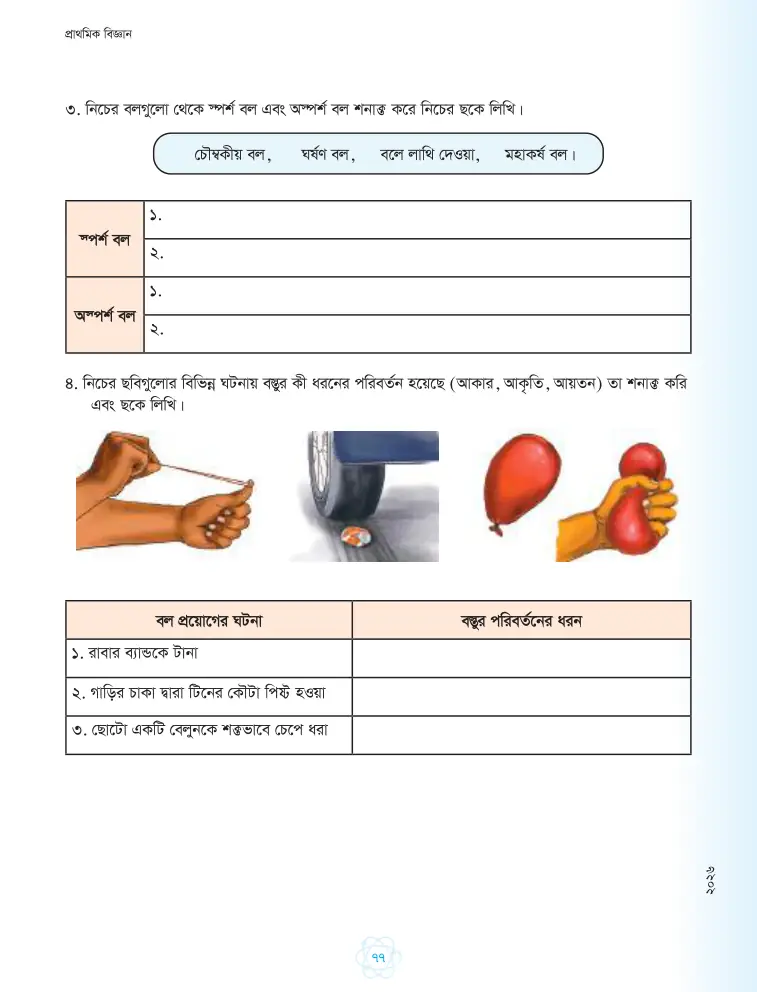 প্রাথমিক বিজ্ঞান
৩. নিচের বলগুলো থেকে স্পর্শ বল এবং অস্পর্শ বল শনাক্ত করে নিচের ছকে লিখি।
চৌম্বকীয় বল, ঘর্ষণ বল, বলে লাথি দেওয়া, মহাকর্ষ বল।
স্পর্শ বল
১.
২.
অস্পর্শ বল
১.
২.
৪. নিচের ছবিগুলোর বিভিন্ন ঘটনায় বস্তুর কী ধরনের পরিবর্তন হয়েছে (আকার, আকৃতি, আয়তন) তা শনাক্ত করি
এবং ছকে লিখি।
বল প্রয়োগের ঘটনা বস্তুর পরিবর্তনের ধরন
১. রাবার ব্যান্ডকে টানা
২. গাড়ির চাকা দ্বারা টিনের কৌটা পিষ্ট হওয়া
৩. ছোটো একটি বেলুনকে শক্তভাবে চেপে ধরা
২০২৬
৭৭